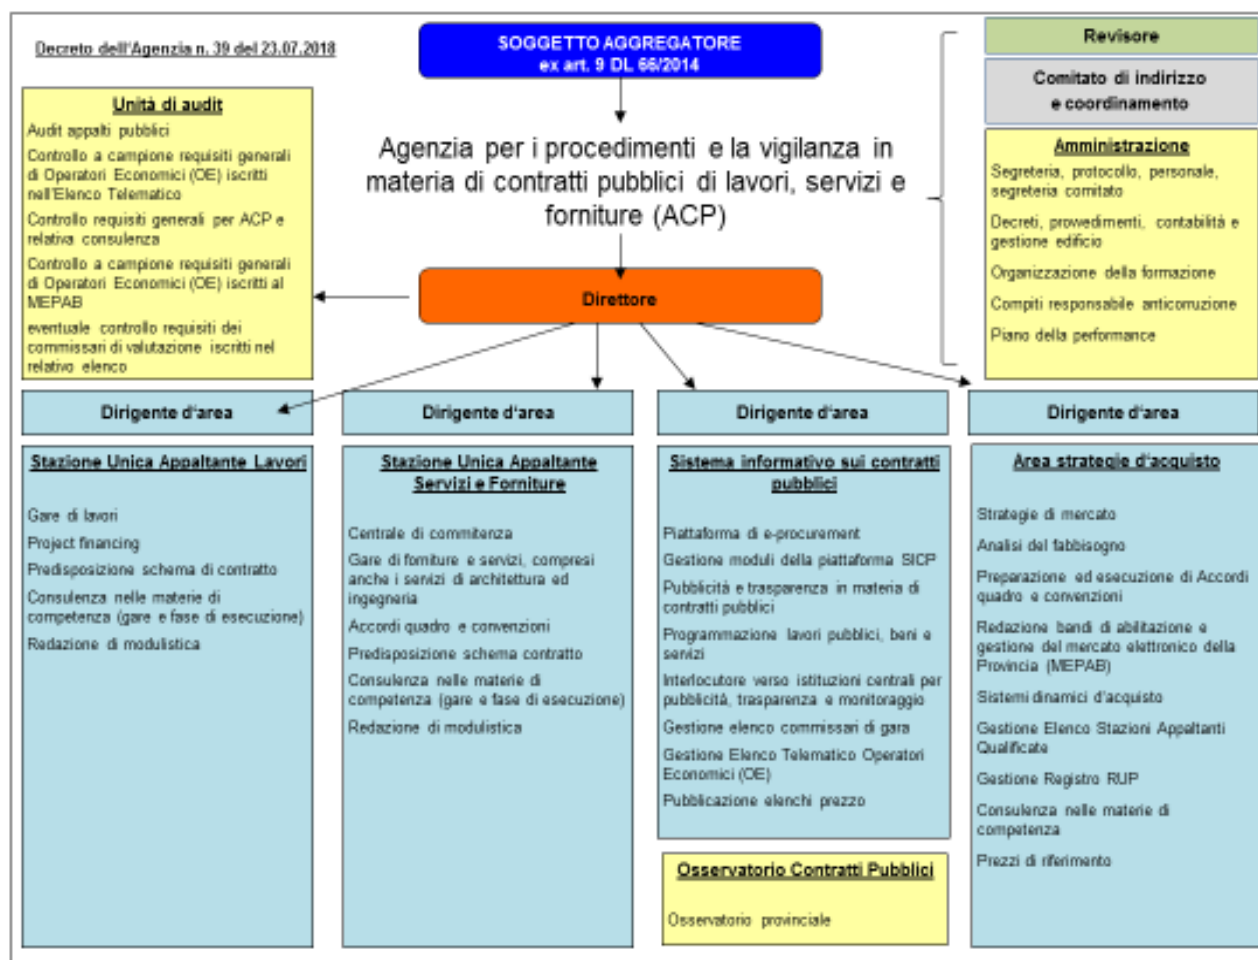 Decreto dell'Agenzia n. 39 del 23.07.2018
SOGGETTO AGGREGATORE
ex art. 9 DL 66/2014
Agenzia per i procedimenti e la vigilanza in
materia di contratti pubblici di lavori, servizi e
forniture (ACP)
Direttore
Revisore
Comitato di indirizzo
e coordinamento
Amministrazione
Segreteria, protocollo, personale,
segreteria comitato
Decreti, provvedimenti, contabilità e
gestione edificio
Organizzazione della formazione
Compiti responsabile anticorruzione
Piano della performance
Unità di audit
Audit appalti pubblici
Controllo a campione requisiti generali
di Operatori Economici (OE) iscritti
nell'Elenco Telematico
Controllo requisiti generali per ACP e
relativa consulenza
Controllo a campione requisiti generali
di Operatori Economici (OE) iscritti al
MEPAB
eventuale controllo requisiti dei
commissari di valutazione iscritti nel
relativo elenco
Dirigente d'area
Stazione Unica Appaltante Lavori
Gare di lavori
Project financing
Predisposizione schema di contratto
Consulenza nelle materie di
competenza (gare e fase di esecuzione)
Redazione di modulistica
Dirigente d'area
Stazione Unica Appaltante
Servizi e Forniture
Centrale di commitenza
Gare di forniture e servizi, compresi
anche i servizi di architettura ed
ingegneria
Accordi quadro e convenzioni
Predisposizione schema contratto
Consulenza nelle materie di
competenza (gare e fase di esecuzione)
Redazione di modulistica
Dirigente d'area
Sistema informativo sui contratti
pubblici
Piattaforma di e-procurement
Gestione moduli della piattaforma SICP
Pubblicità e trasparenza in materia di
contratti pubblici
Programmazione lavori pubblici, beni e
servizi
Interlocutore verso istituzioni centrali per
pubblicità, trasparenza e monitoraggio
Gestione elenco commissari di gara
Gestione Elenco Telematico Operatori
Economici (OE)
Pubblicazione elenchi prezzo
Osservatorio Contratti Pubblici
Osservatorio provinciale
Dirigente d'area
Area strategie d'acquisto
Strategie di mercato
Analisi del fabbisogno
Preparazione ed esecuzione di Accordi
quadro e convenzioni
Redazione bandi di abilitazione e
gestione del mercato elettronico della
Provincia (MEPAB)
Sistemi dinamici d'acquisto
Gestione Elenco Stazioni Appaltanti
Qualificate
Gestione Registro RUP
Consulenza nelle materie di
competenza
Prezzi di riferimento